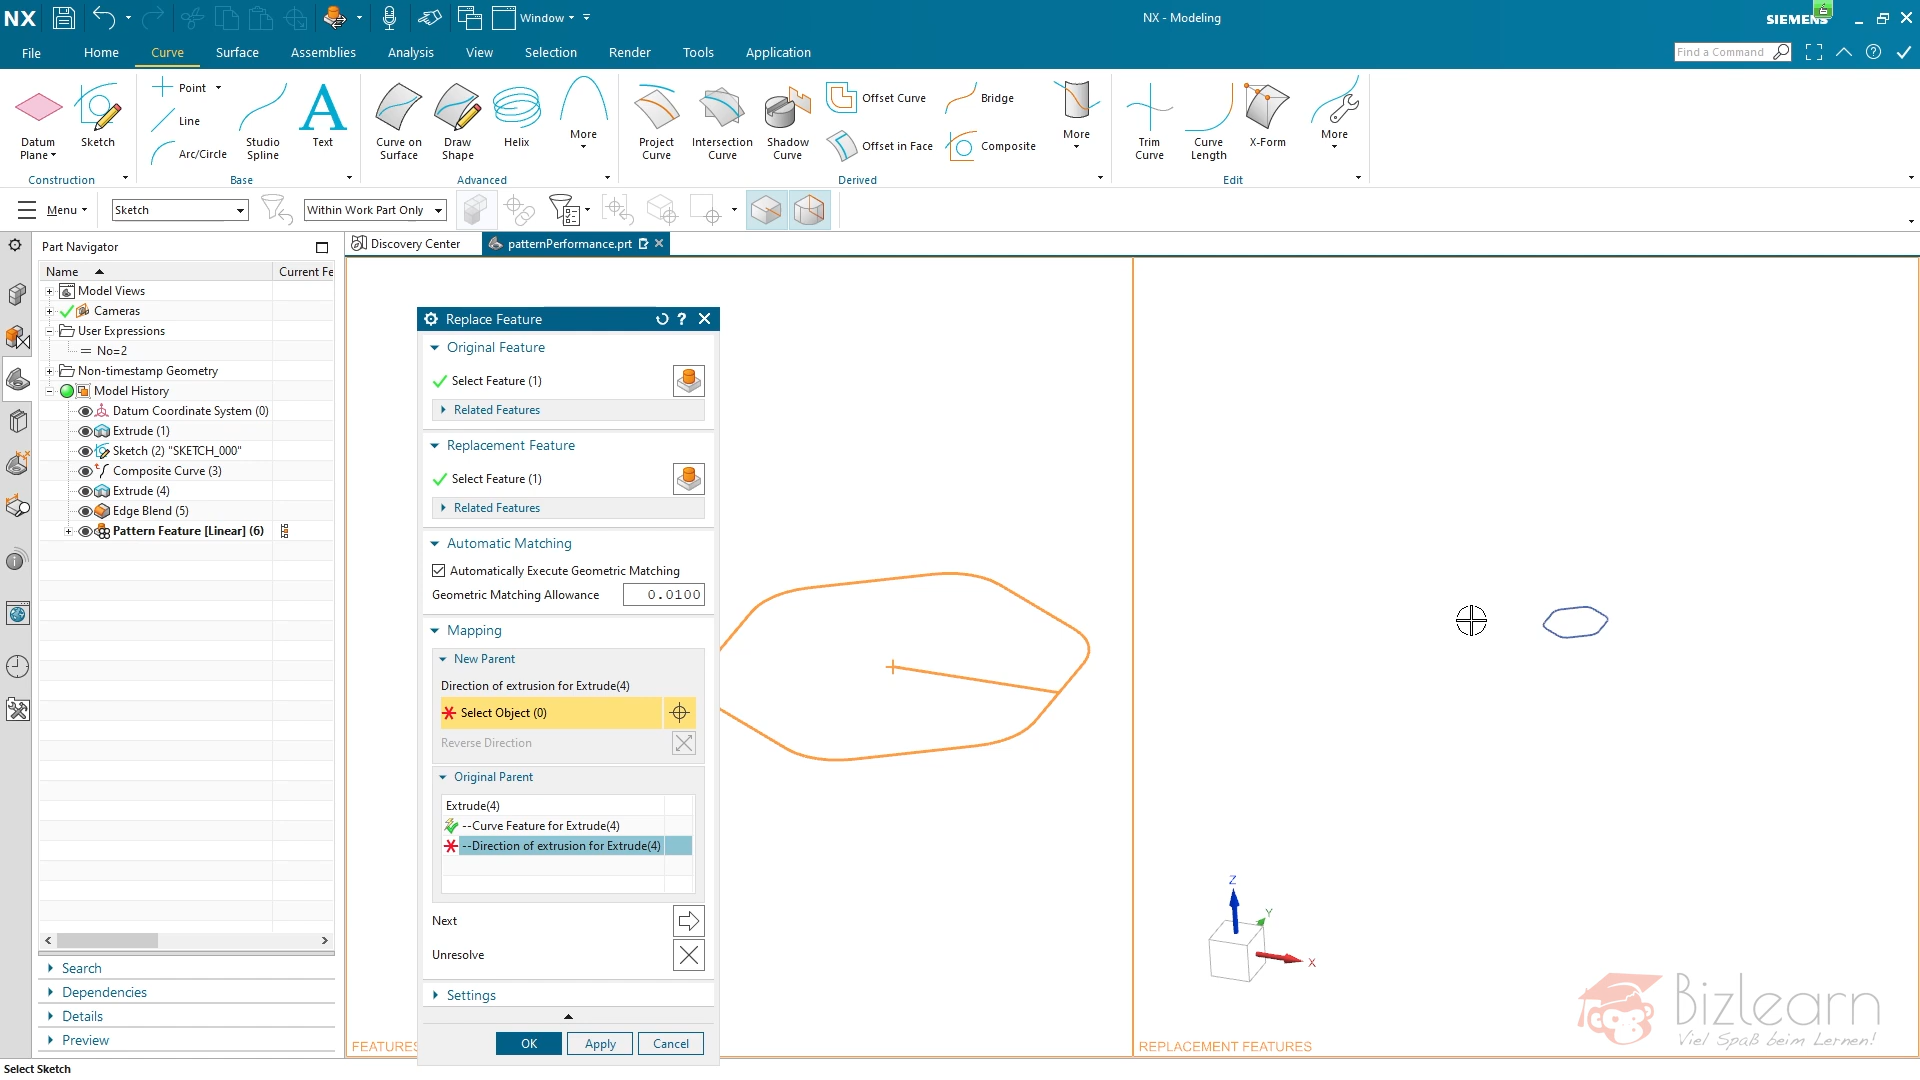 NX
Window
NX - Modeling
SIEMENS
File
Home
Curve
Surface
Assemblies
Analysis
View
Selection
Render
Tools
Application
Find a Command
Datum Plane
Sketch
Construction
Point
Line
Arc/Circle
Studio Spline
Text
Base
Curve on Surface
Draw Shape
Helix
More
Advanced
Project Curve
Intersection Curve
Shadow Curve
Offset Curve
Offset in Face
Bridge
Composite
More
Derived
Trim Curve
Curve Length
X-Form
More
Edit
Menu
Sketch
Within Work Part Only
Part Navigator
Discovery Center
patternPerformance.prt
Name
Current Fe
Model Views
Cameras
User Expressions
No=2
Non-timestamp Geometry
Model History
Datum Coordinate System (0)
Extrude (1)
Sketch (2) "SKETCH_000"
Composite Curve (3)
Extrude (4)
Edge Blend (5)
Pattern Feature [Linear] (6)
Search
Dependencies
Details
Preview
Replace Feature
Original Feature
Select Feature (1)
Related Features
Replacement Feature
Select Feature (1)
Related Features
Automatic Matching
Automatically Execute Geometric Matching
Geometric Matching Allowance
0.0100
Mapping
New Parent
Direction of extrusion for Extrude(4)
Select Object (0)
Reverse Direction
Original Parent
Extrude(4)
--Curve Feature for Extrude(4)
--Direction of extrusion for Extrude(4)
Next
Unresolve
Settings
OK
Apply
Cancel
FEATURES
REPLACEMENT FEATURES
Z
Y
X
Bizlearn
Viel Spaß beim Lernen!
Select Sketch